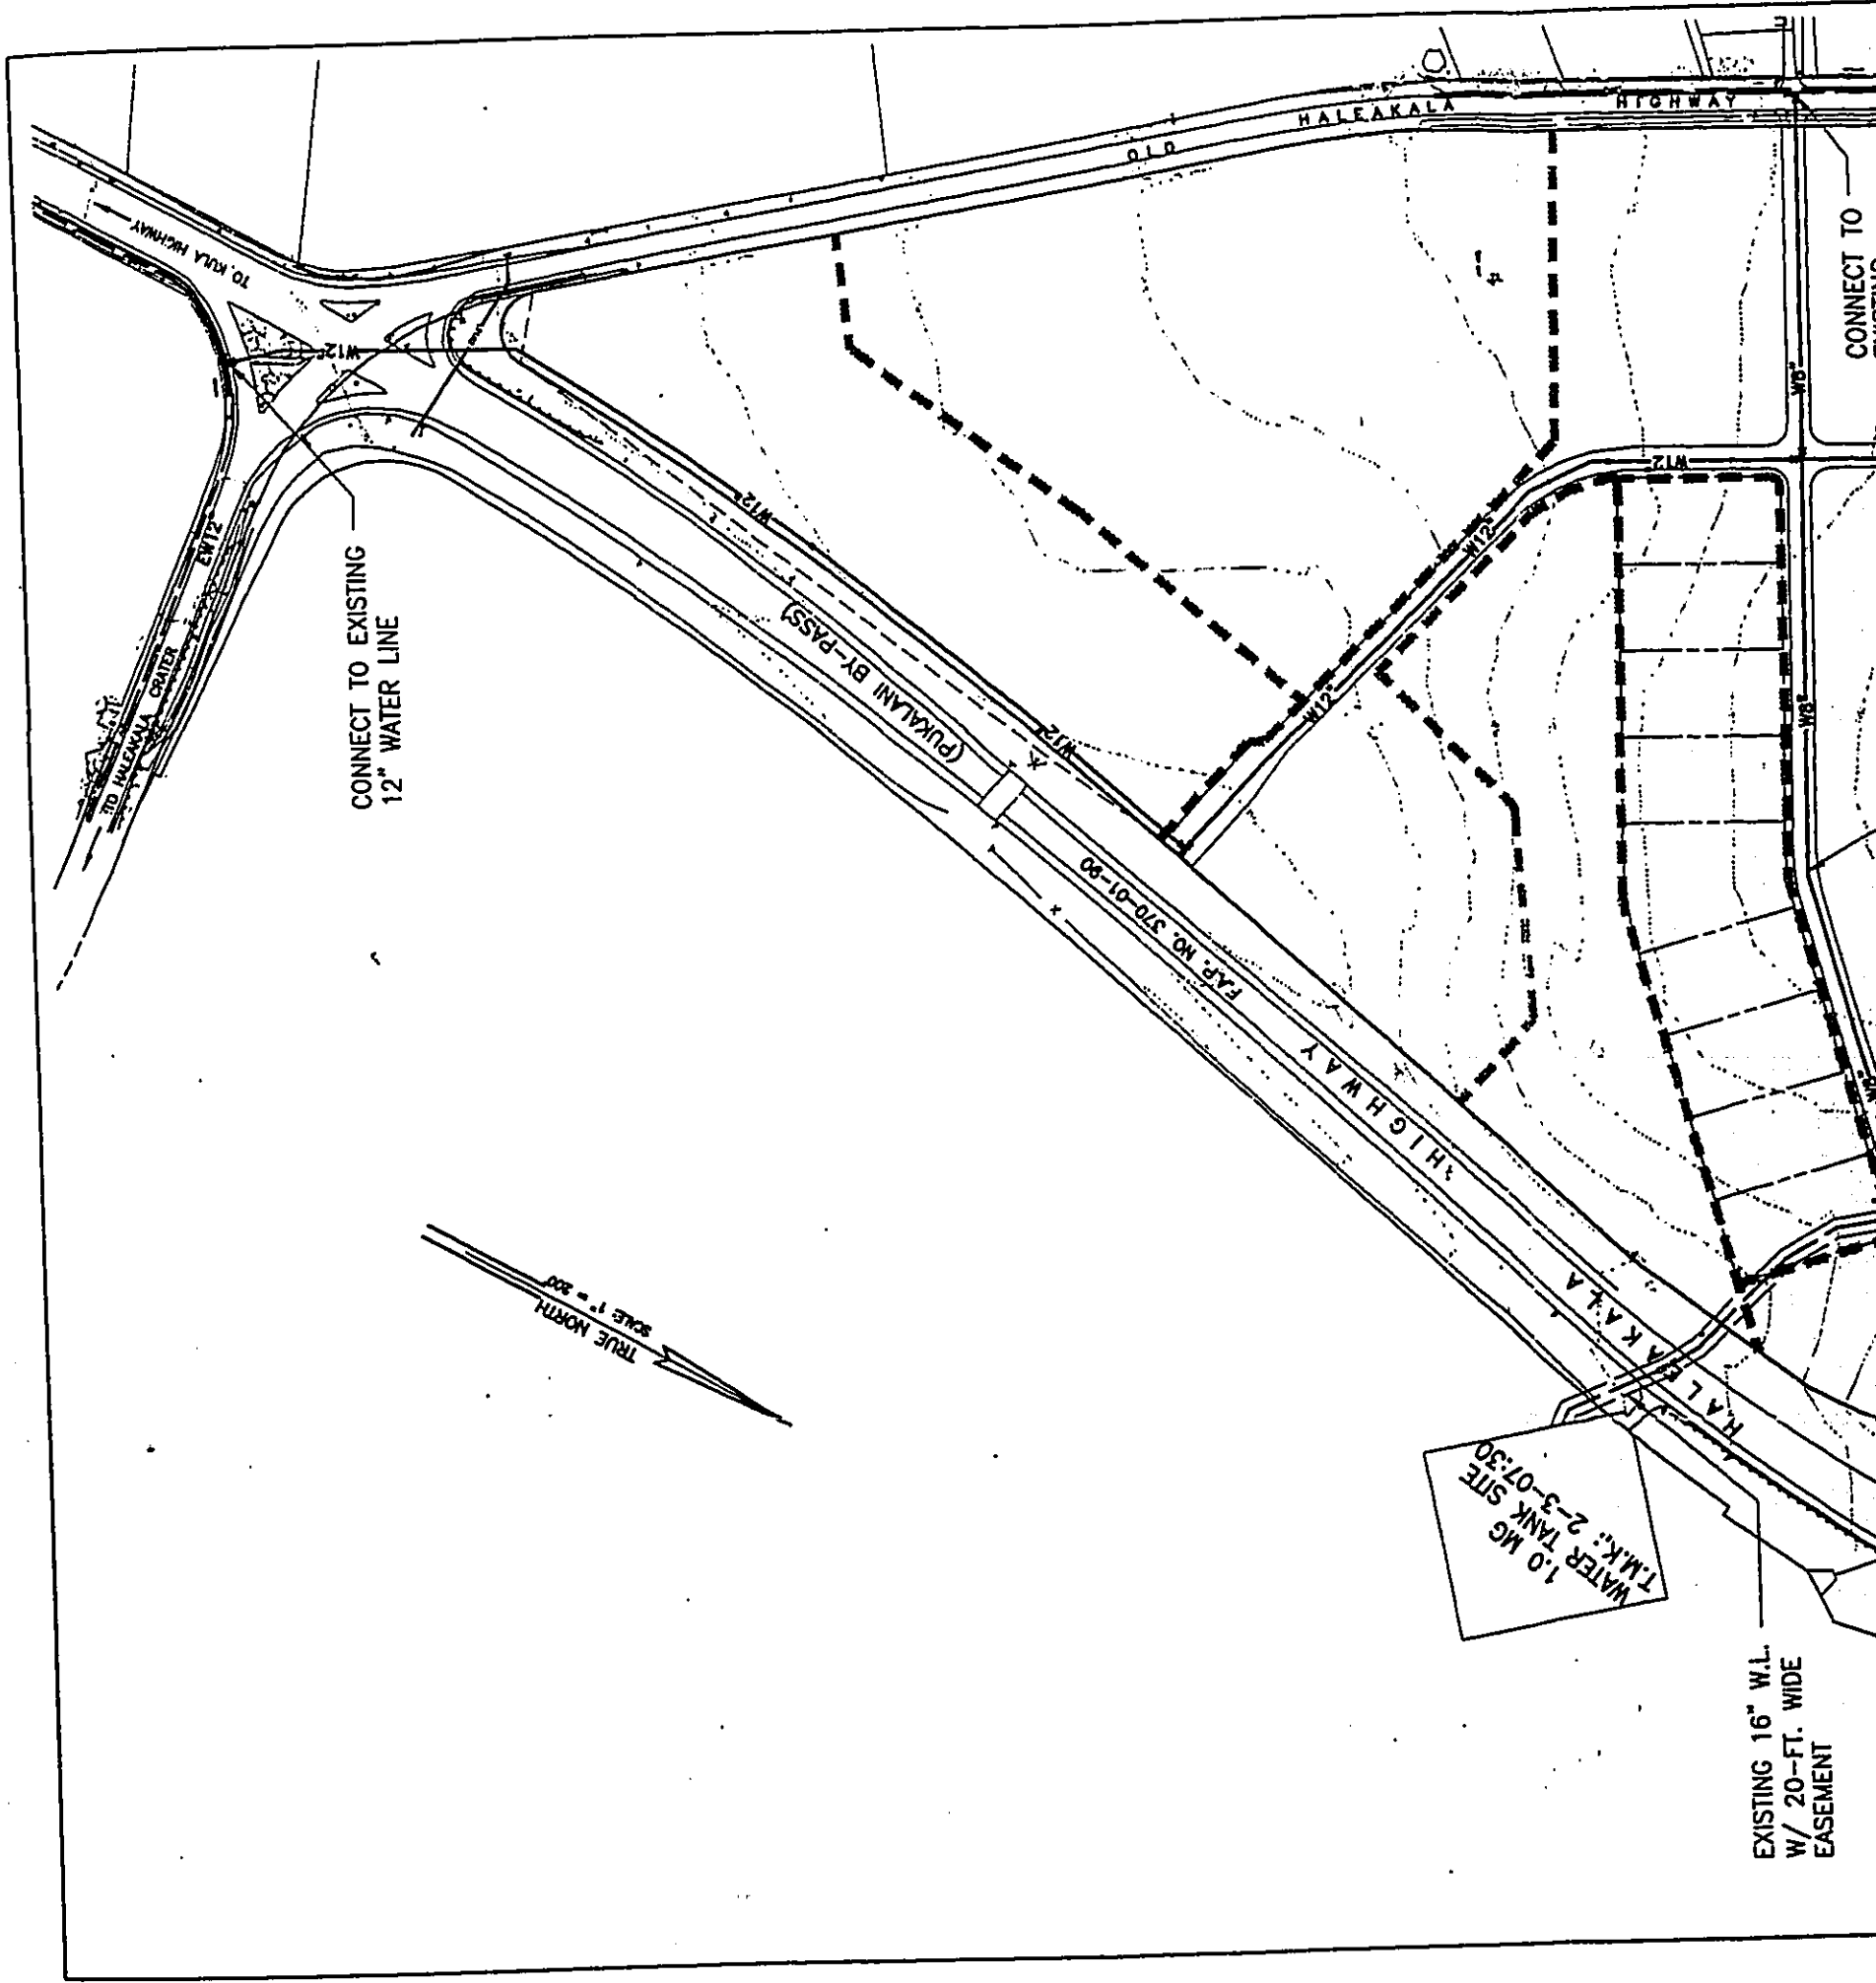 TO KULA HIGHWAY
W12"
OLD
HALEAKALA
HIGHWAY
CONNECT TO
EW12"
TO HALEAKALA
CRATER
CONNECT TO EXISTING
12" WATER LINE
W12"
(PUKALANI BY-PASS)
W12"
W12"
W12"
W12
W8"
W8"
F.A.P. NO. 370-01-90
HALEAKALA HIGHWAY
TRUE NORTH
SCALE: 1" = 200'
1.0 MG
WATER TANK SITE
T.M.K.: 2-3-07:30
EXISTING 16" W.L.
W/ 20-FT. WIDE
EASEMENT